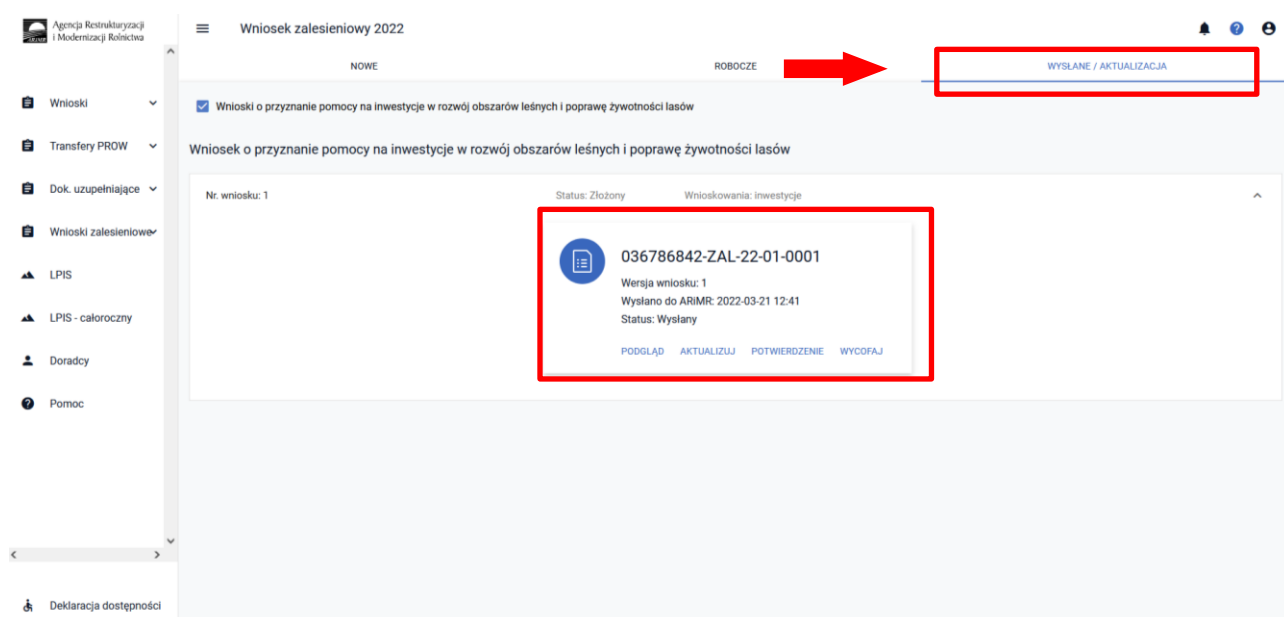 Agencja Restrukturyzacji
i Modernizacji Rolnictwa
ARiMR
Wniosek zalesieniowy 2022
NOWE
ROBOCZE
WYSŁANE / AKTUALIZACJA
Wnioski
Transfery PROW
Dok. uzupełniające
Wnioski zalesieniowe
LPIS
LPIS - całoroczny
Doradcy
Pomoc
Deklaracja dostępności
Wnioski o przyznanie pomocy na inwestycje w rozwój obszarów leśnych i poprawę żywotności lasów
Wniosek o przyznanie pomocy na inwestycje w rozwój obszarów leśnych i poprawę żywotności lasów
Nr. wniosku: 1
Status: Złożony
Wnioskowania: inwestycje
036786842-ZAL-22-01-0001
Wersja wniosku: 1
Wysłano do ARiMR: 2022-03-21 12:41
Status: Wysłany
PODGLĄD AKTUALIZUJ POTWIERDZENIE WYCOFAJ